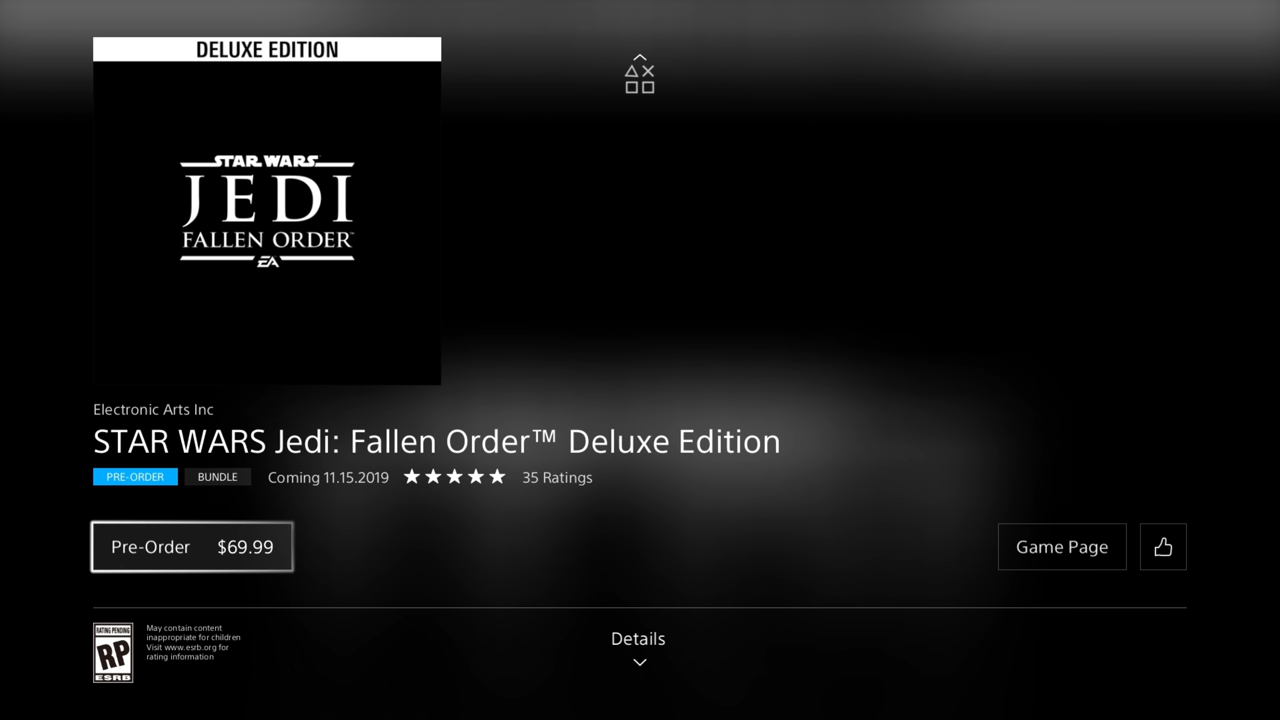 DELUXE EDITION
STAR WARS
JEDI
FALLEN ORDER™
EA
Electronic Arts Inc
STAR WARS Jedi: Fallen Order™ Deluxe Edition
PRE-ORDER BUNDLE Coming 11.15.2019 ★★★★★ 35 Ratings
Pre-Order $69.99
Game Page
RATING PENDING
RP
ESRB
May contain content
inappropriate for children
Visit www.esrb.org for
rating information
Details